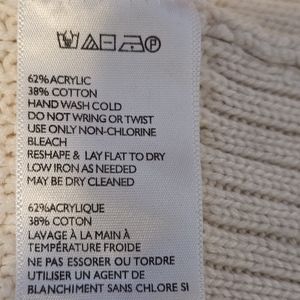 62%ACRYLIC
38% COTTON
HAND WASH COLD
DO NOT WRING OR TWIST
USE ONLY NON-CHLORINE
BLEACH
RESHAPE & LAY FLAT TO DRY
LOW IRON AS NEEDED
MAY BE DRY CLEANED
62%ACRYLIQUE
38% COTON
LAVAGE À LA MAIN À
TEMPÉRATURE FROIDE
NE PAS ESSORER OU TORDRE
UTILISER UN AGENT DE
BLANCHIMENT SANS CHLORE SI